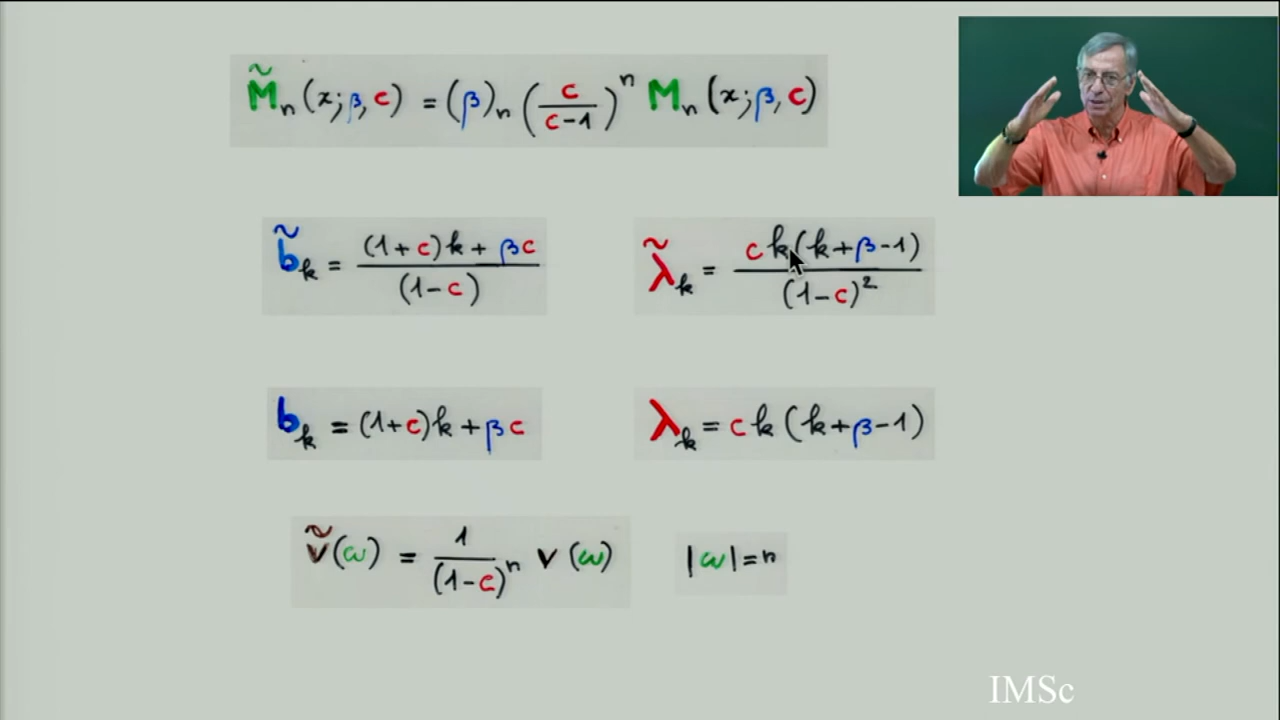 M̃ₙ(x; β, c) = (β)ₙ (c/(c-1))ⁿ Mₙ(x; β, c)
b̃ₖ = ((1+c)k + βc)/(1-c)   λ̃ₖ = ck(k+β-1)/(1-c)²
bₖ = (1+c)k + βc   λₖ = ck(k+β-1)
ṽ(ω) = 1/(1-c)ⁿ v(ω)   |ω| = n
IMSc